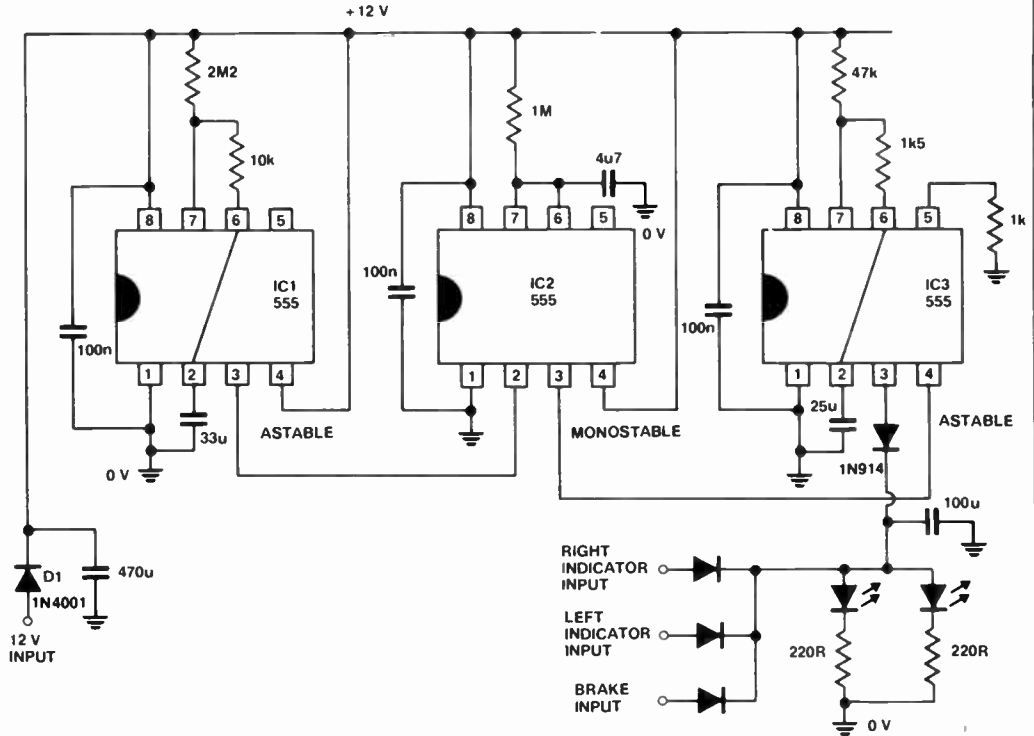 + 12 V
2M2
10k
8 7 6 5
IC1
555
100n
1 2 3 4
33u
ASTABLE
0 V
D1
1N4001
470u
12 V
INPUT
1M
4u7
0 V
8 7 6 5
100n
IC2
555
1 2 3 4
MONOSTABLE
47k
1k5
1k
8 7 6 5
IC3
555
100n
1 2 3 4
25u
ASTABLE
1N914
100u
RIGHT
INDICATOR
INPUT
LEFT
INDICATOR
INPUT
BRAKE
INPUT
220R
220R
0 V